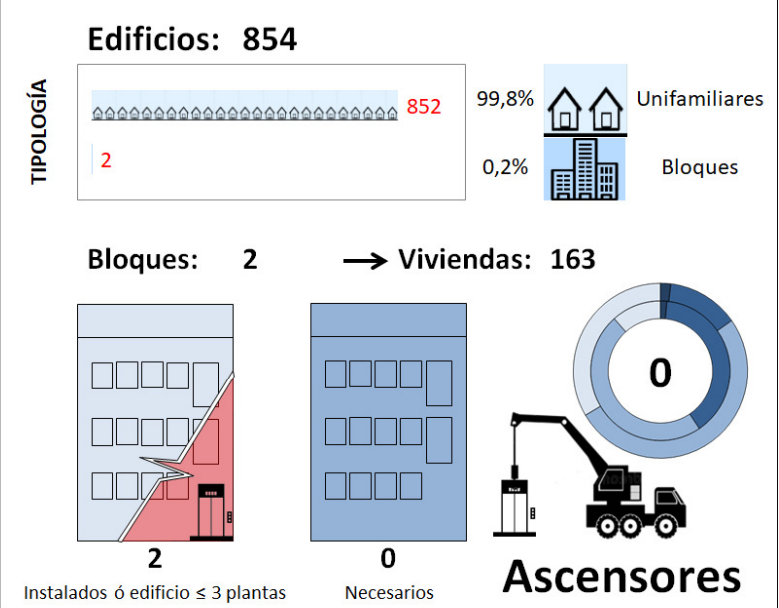 Edificios: 854
TIPOLOGÍA
852
99,8%
Unifamiliares
2
0,2%
Bloques
Bloques: 2
Viviendas: 163
0
2
0
Instalados ó edificio ≤ 3 plantas
Necesarios
Ascensores